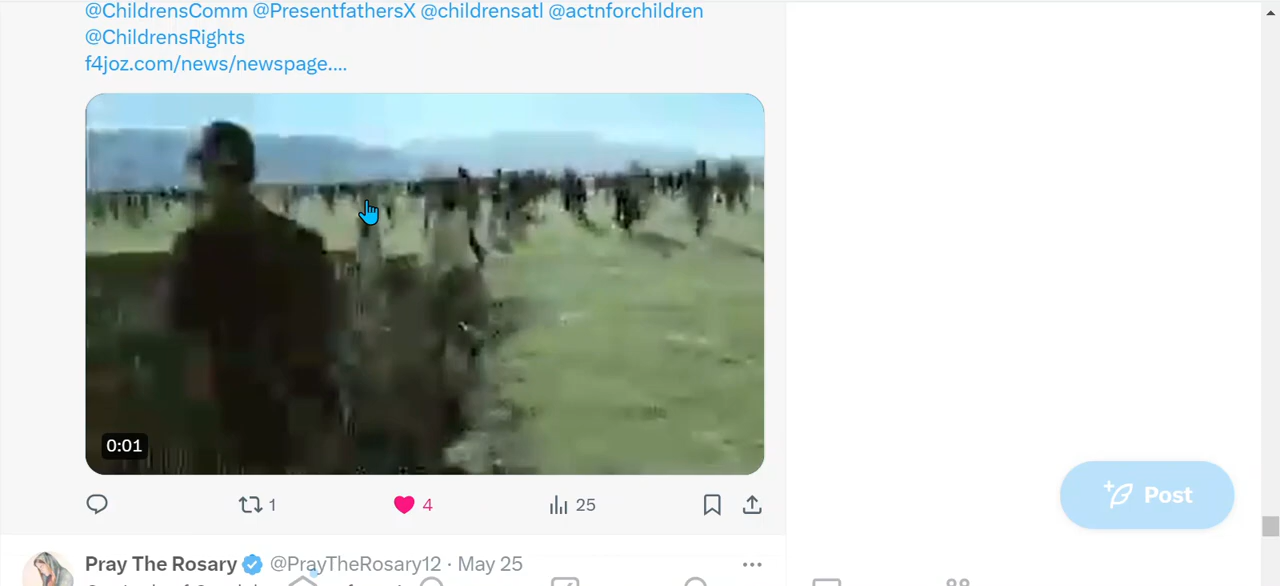 @ChildrensComm @PresentfathersX @childrensatl @actnforchildren
@ChildrensRights
f4joz.com/news/newspage....
0:01
1
4
25
Post
Pray The Rosary @PrayTheRosary12 · May 25